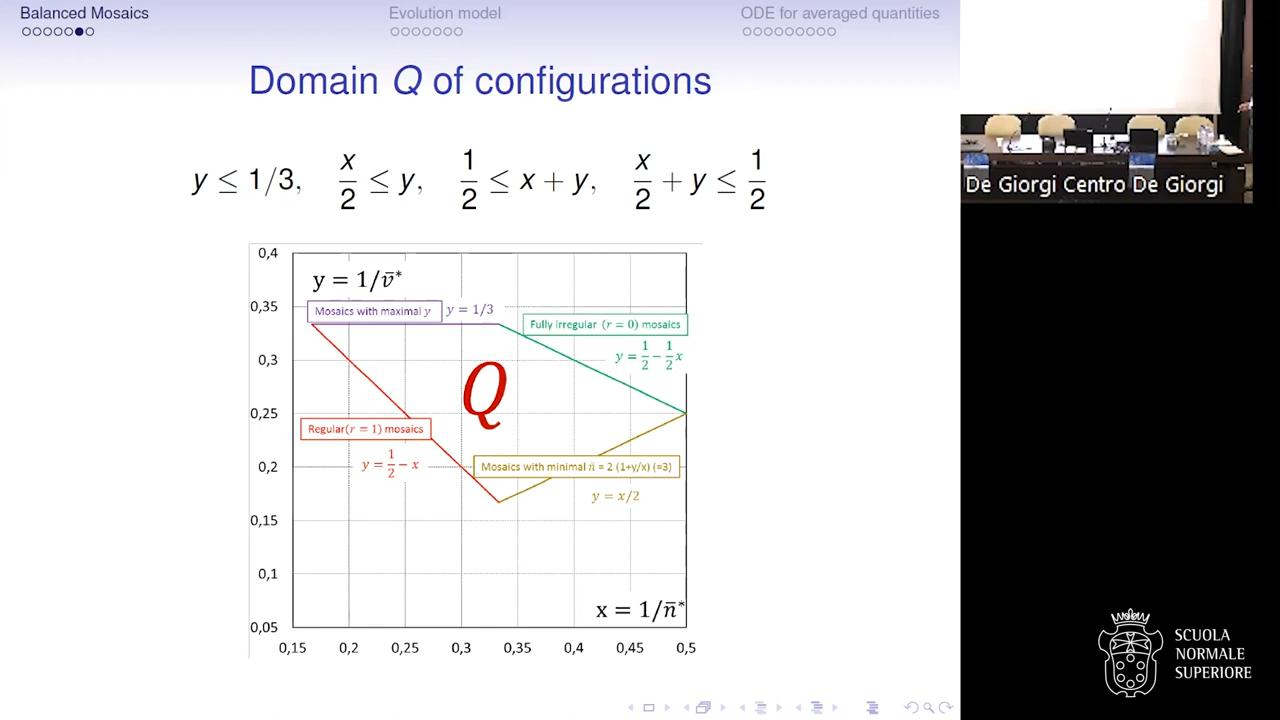 Balanced Mosaics
Evolution model
ODE for averaged quantities
Domain Q of configurations
y ≤ 1/3, x/2 ≤ y, 1/2 ≤ x + y, x/2 + y ≤ 1/2
De Giorgi Centro De Giorgi
0,4
0,35
0,3
0,25
0,2
0,15
0,1
0,05
y = 1/v̄*
Mosaics with maximal y
y = 1/3
Fully irregular (r = 0) mosaics
y = 1/2 − 1/2 x
Q
Regular(r = 1) mosaics
y = 1/2 − x
Mosaics with minimal n̄ = 2 (1+y/x) (=3)
y = x/2
x = 1/n̄*
0,15 0,2 0,25 0,3 0,35 0,4 0,45 0,5
SCUOLA
NORMALE
SUPERIORE